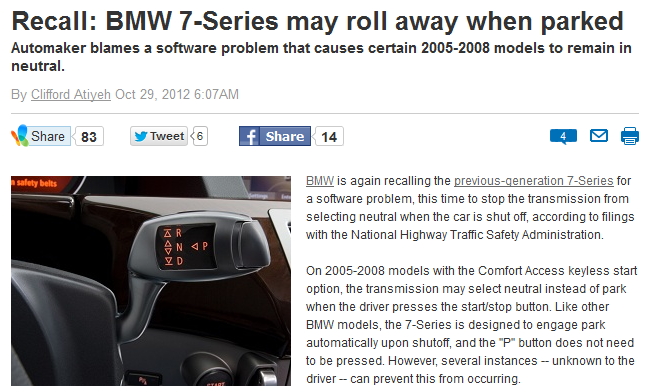 Recall: BMW 7-Series may roll away when parked
Automaker blames a software problem that causes certain 2005-2008 models to remain in
neutral.
By Clifford Atiyeh Oct 29, 2012 6:07AM
Share 83 Tweet 6 f Share 14 4
n safety belts
R
N P
D
START
BMW is again recalling the previous-generation 7-Series for
a software problem, this time to stop the transmission from
selecting neutral when the car is shut off, according to filings
with the National Highway Traffic Safety Administration.
On 2005-2008 models with the Comfort Access keyless start
option, the transmission may select neutral instead of park
when the driver presses the start/stop button. Like other
BMW models, the 7-Series is designed to engage park
automatically upon shutoff, and the "P" button does not need
to be pressed. However, several instances -- unknown to the
driver -- can prevent this from occurring.